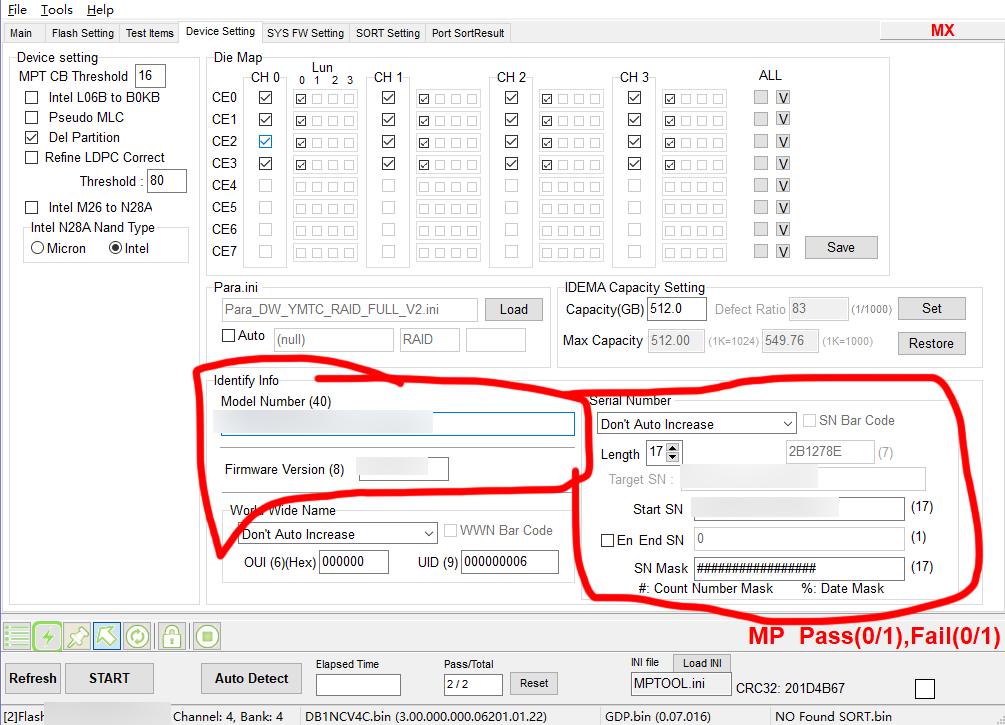 File Tools Help
Main Flash Setting Test Items Device Setting SYS FW Setting SORT Setting Port SortResult MX
Device setting
MPT CB Threshold 16
Intel L06B to B0KB
Pseudo MLC
Del Partition
Refine LDPC Correct
Threshold : 80
Intel M26 to N28A
Intel N28A Nand Type
Micron Intel
Die Map
Lun
CH 0 0 1 2 3 CH 1 CH 2 CH 3 ALL
CE0 V
CE1 V
CE2 V
CE3 V
CE4 V
CE5 V
CE6 V
CE7 V
Save
Para.ini
Para_DW_YMTC_RAID_FULL_V2.ini Load
Auto (null) RAID
IDEMA Capacity Setting
Capacity(GB) 512.0 Defect Ratio 83 (1/1000) Set
Max Capacity 512.00 (1K=1024) 549.76 (1K=1000) Restore
Identify Info
Model Number (40)
Firmware Version (8)
World Wide Name
Don't Auto Increase WWN Bar Code
OUI (6)(Hex) 000000 UID (9) 000000006
Serial Number
Don't Auto Increase SN Bar Code
Length 17 2B1278E (7)
Target SN :
Start SN (17)
En End SN 0 (1)
SN Mask ################# (17)
#: Count Number Mask %: Date Mask
MP Pass(0/1),Fail(0/1)
Refresh START Auto Detect
Elapsed Time
Pass/Total
2 / 2 Reset
INI file Load INI
MPTOOL.ini CRC32: 201D4B67
[2]Flash Channel: 4, Bank: 4 DB1NCV4C.bin (3.00.000.000.06201.01.22) GDP.bin (0.07.016) NO Found SORT.bin